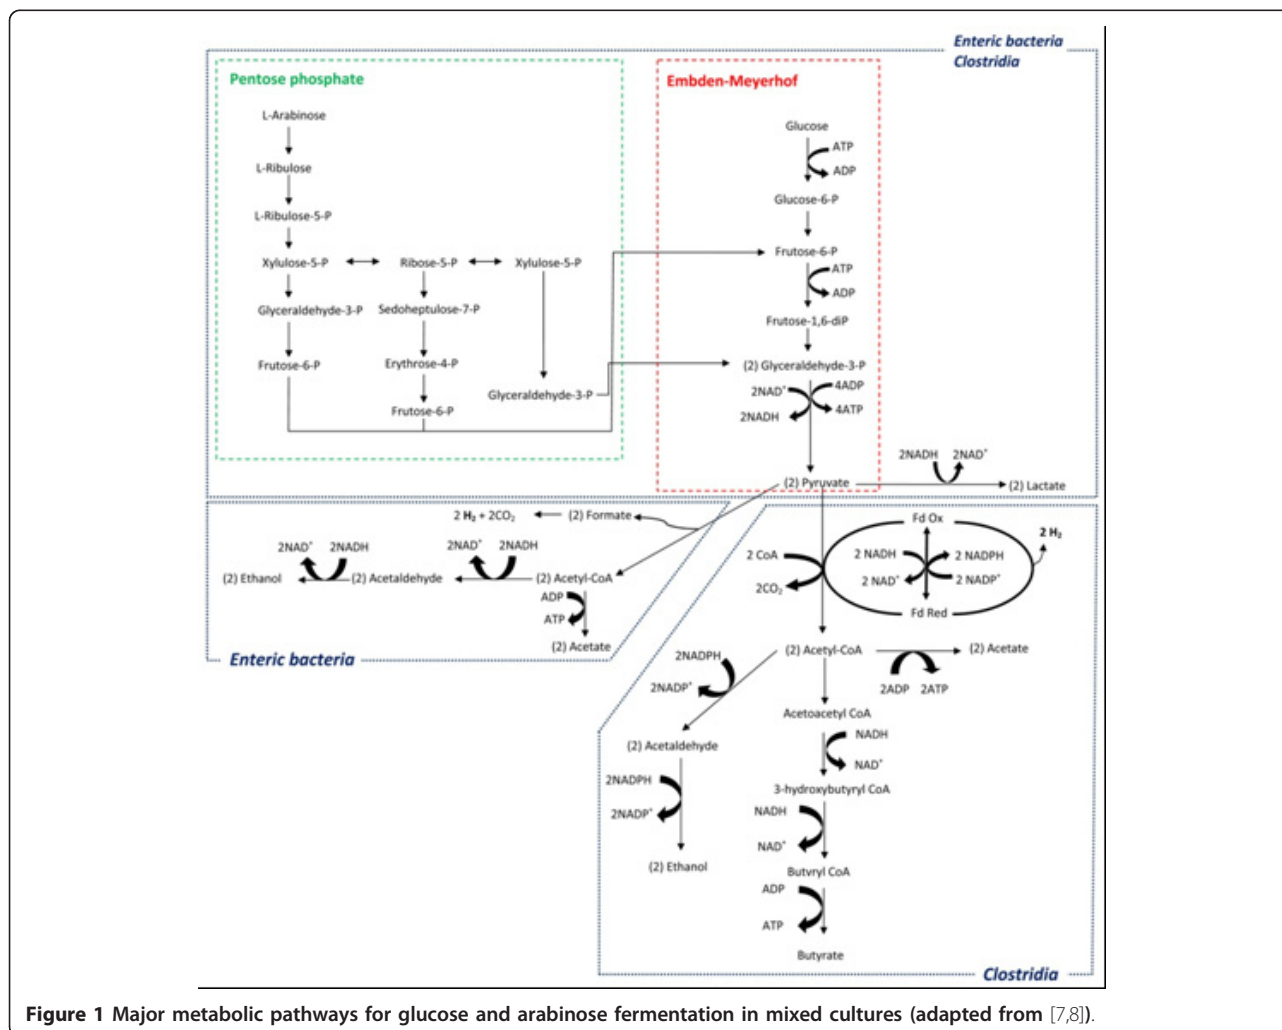 Enteric bacteria
Clostridia
Pentose phosphate
L-Arabinose
L-Ribulose
L-Ribulose-5-P
Xylulose-5-P
Ribose-5-P
Xylulose-5-P
Glyceraldehyde-3-P
Sedoheptulose-7-P
Frutose-6-P
Erythrose-4-P
Glyceraldehyde-3-P
Frutose-6-P
Embden-Meyerhof
Glucose
ATP
ADP
Glucose-6-P
Frutose-6-P
ATP
ADP
Frutose-1,6-diP
(2) Glyceraldehyde-3-P
2NAD⁺
4ADP
2NADH
4ATP
(2) Pyruvate
2NADH
2NAD⁺
(2) Lactate
2 H₂ + 2CO₂
(2) Formate
2NAD⁺
2NADH
2NAD⁺
2NADH
(2) Ethanol
(2) Acetaldehyde
(2) Acetyl-CoA
ADP
ATP
(2) Acetate
Enteric bacteria
Fd Ox
2 H₂
2 CoA
2 NADH
2 NADPH
2CO₂
2 NAD⁺
2 NADP⁺
Fd Red
(2) Acetyl-CoA
(2) Acetate
2ADP
2ATP
2NADPH
2NADP⁺
(2) Acetaldehyde
2NADPH
2NADP⁺
(2) Ethanol
Acetoacetyl CoA
NADH
NAD⁺
3-hydroxybutyryl CoA
NADH
NAD⁺
Butvryl CoA
ADP
ATP
Butyrate
Clostridia
Figure 1 Major metabolic pathways for glucose and arabinose fermentation in mixed cultures (adapted from [7,8]).